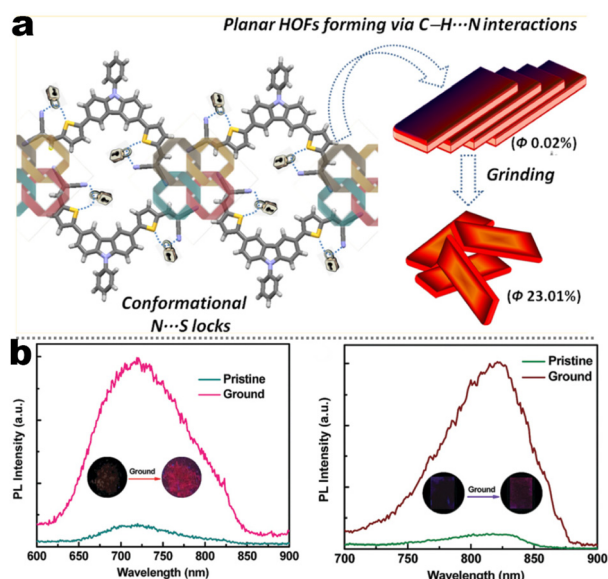 a
Planar HOFs forming via C–H···N interactions
(Φ 0.02%)
Grinding
(Φ 23.01%)
Conformational
N···S locks
b
PL Intensity (a.u.)
Pristine
Ground
Ground
600 650 700 750 800 850 900
Wavelength (nm)
PL Intensity (a.u.)
Pristine
Ground
Ground
700 750 800 850 900
Wavelength (nm)